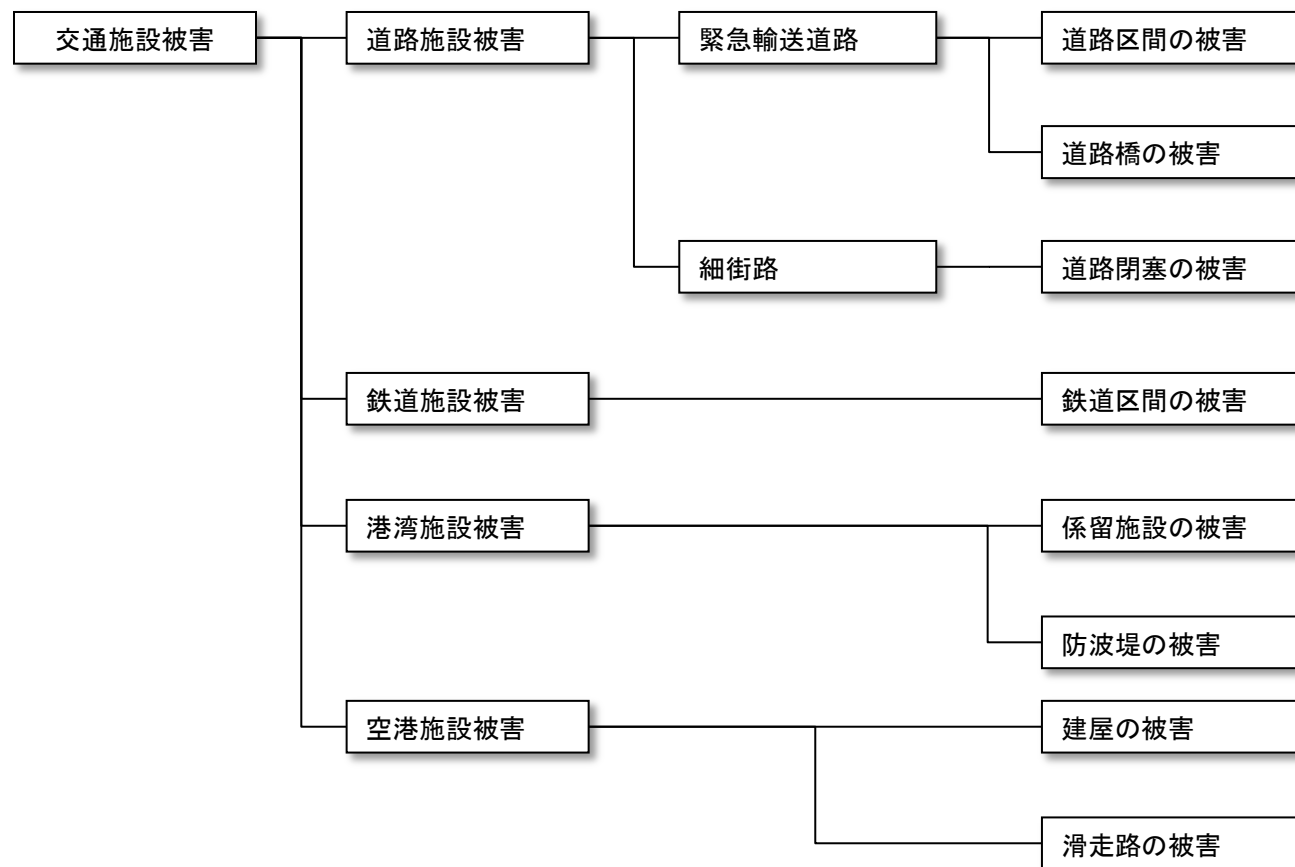 交通施設被害
道路施設被害
緊急輸送道路
道路区間の被害
道路橋の被害
細街路
道路閉塞の被害
鉄道施設被害
鉄道区間の被害
港湾施設被害
係留施設の被害
防波堤の被害
空港施設被害
建屋の被害
滑走路の被害